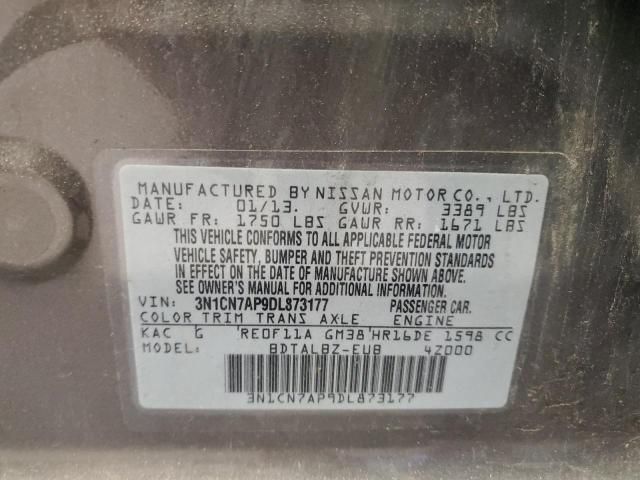 MANUFACTURED BY NISSAN MOTOR CO., LTD.
DATE: 01/13. GVWR: 3389 LBS
GAWR FR: 1750 LBS GAWR RR: 1671 LBS
THIS VEHICLE CONFORMS TO ALL APPLICABLE FEDERAL MOTOR
VEHICLE SAFETY, BUMPER AND THEFT PREVENTION STANDARDS
IN EFFECT ON THE DATE OF MANUFACTURE SHOWN ABOVE.
SEE OWNER'S MANUAL FOR ADDITIONAL INFORMATION.
VIN: 3N1CN7AP9DL873177 PASSENGER CAR.
COLOR TRIM TRANS AXLE ENGINE
KAC G RE0F11A GM38 HR16DE 1598 CC
MODEL: BDTALBZ-EUB 4Z000
3N1CN7AP9DL873177